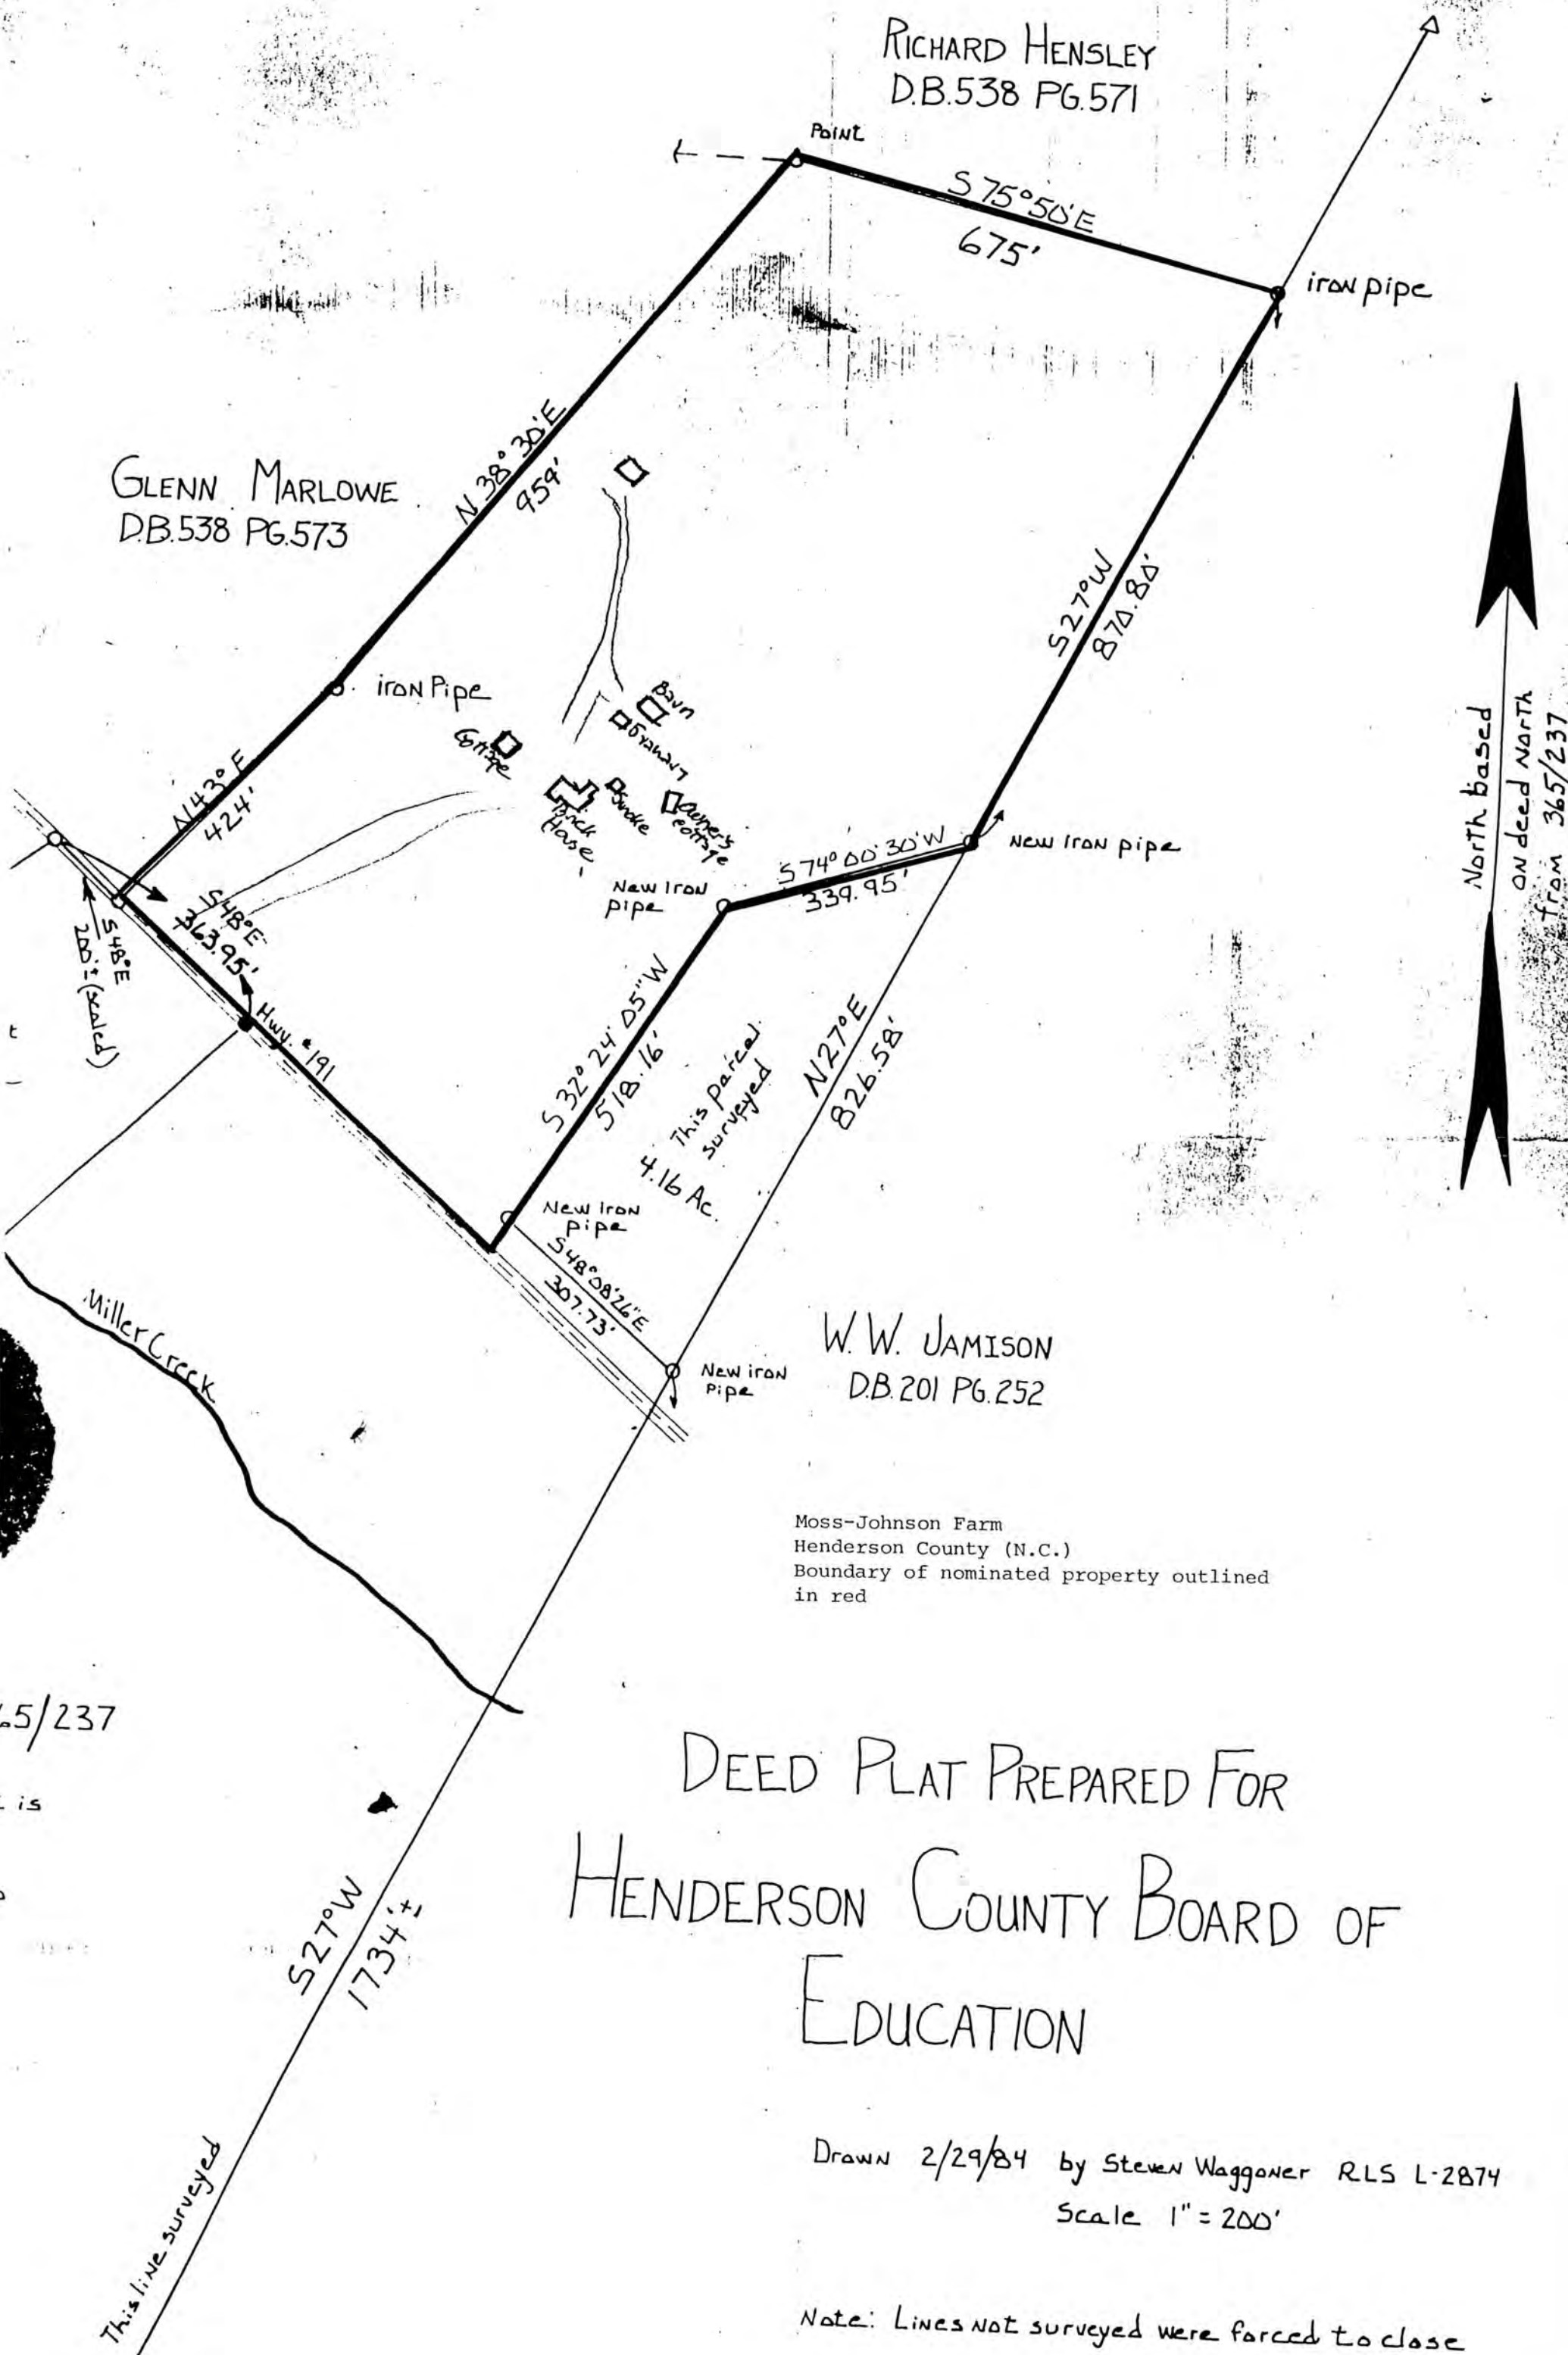 RICHARD HENSLEY
D.B.538 PG.571
Point
S 75°50'E
675'
iron pipe
N 38°30'E
959'
GLENN MARLOWE
D.B.538 PG.573
S27°W
870.80'
iron Pipe
Barn
Granary
Cottage
Brick
House
Smoke
Owner's
cottage
N43°E
424'
North based
on deed North
from 365/237
S74°00'30"W
339.95'
New Iron pipe
New Iron
pipe
S48°E
363.95'
S48°E
200'± (scaled)
Hwy. #191
S32°24'05"W
518.16'
This parcel
surveyed
4.16 Ac.
N27°E
826.58'
t
New iron
pipe
S48°08'26"E
307.73'
Miller Creek
W. W. JAMISON
D.B. 201 PG. 252
New iron
Pipe
Moss-Johnson Farm
Henderson County (N.C.)
Boundary of nominated property outlined
in red
65/237
is
DEED PLAT PREPARED FOR
HENDERSON COUNTY BOARD OF
EDUCATION
S27°W
1734'±
This line surveyed
Drawn 2/29/84 by Steven Waggoner RLS L-2874
Scale 1" = 200'
Note: Lines not surveyed were forced to close